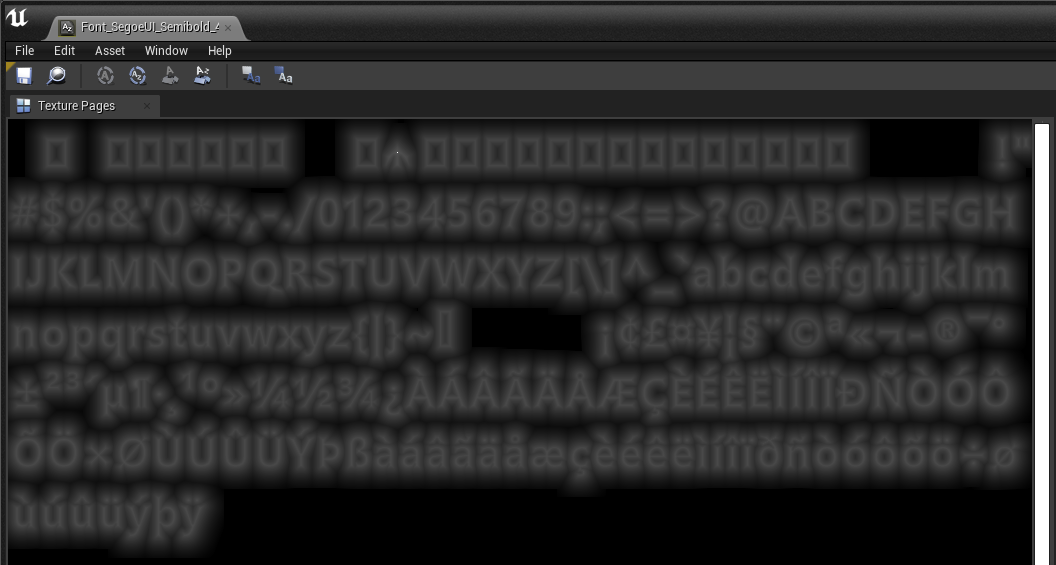 Font_SegoeUI_Semibold_
File Edit Asset Window Help
Texture Pages
!"
#$%&'()*+,-./0123456789:;<=>?@ABCDEFGH
IJKLMNOPQRSTUVWXYZ[\]^_`abcdefghijklm
nopqrstuvwxyz{|}~ ¡¢£¤¥¦§¨©ª«¬-®¯°
±²³´µ¶·¸¹º»¼½¾¿ÀÁÂÃÄÅÆÇÈÉÊËÌÍÎÏÐÑÒÓÔ
ÕÖ×ØÙÚÛÜÝÞßàáâãäåæçèéêëìíîïðñòóôõö÷ø
ùúûüýþÿ